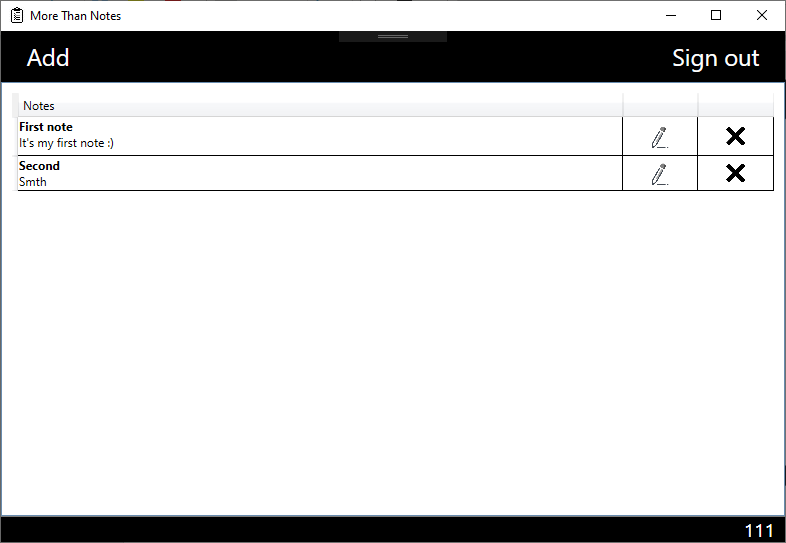 More Than Notes
Add
Sign out
Notes
First note
It's my first note :)
Second
Smth
111